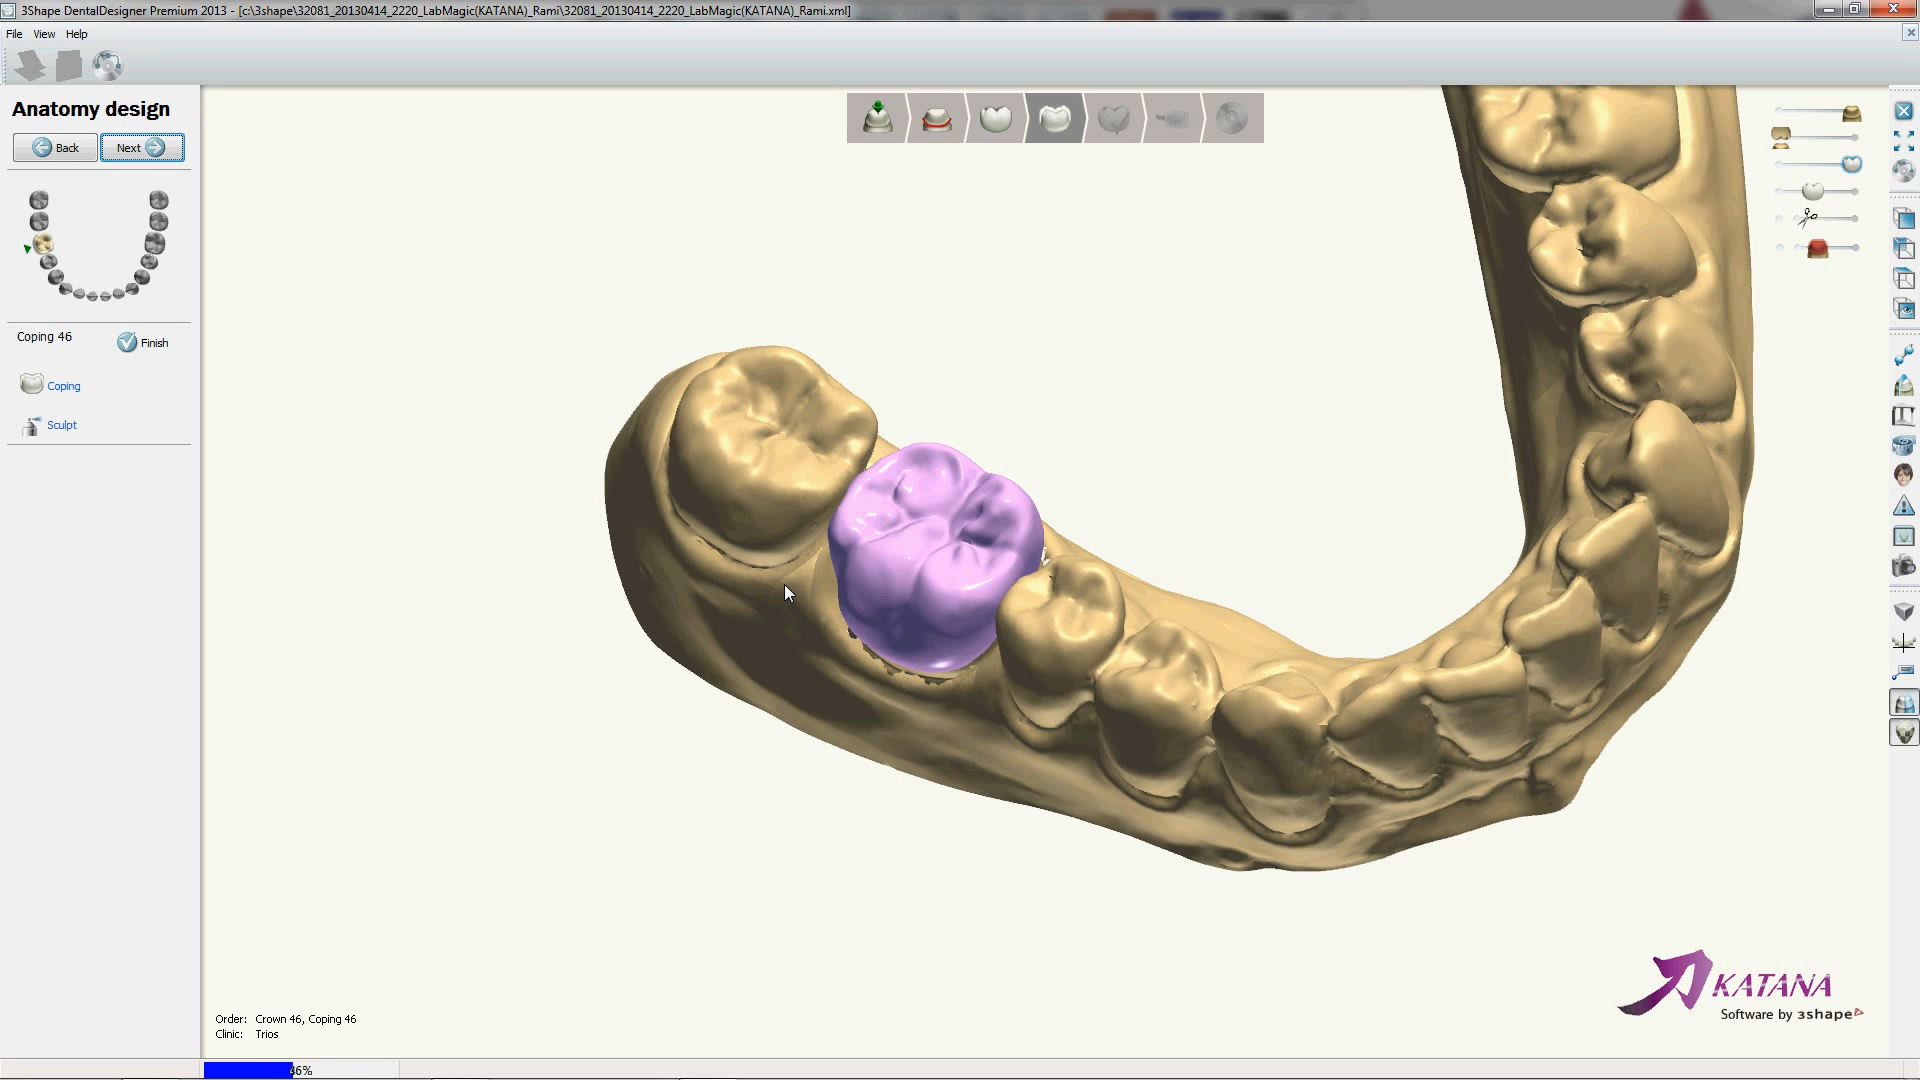 3Shape DentalDesigner Premium 2013 - [c:\3shape\32081_20130414_2220_LabMagic(KATANA)_Rami\32081_20130414_2220_LabMagic(KATANA)_Rami.xml]
File View Help
Anatomy design
Back Next
Coping 46
Finish
Coping
Sculpt
KATANA
Software by 3shape
Order: Crown 46, Coping 46
Clinic: Trios
46%